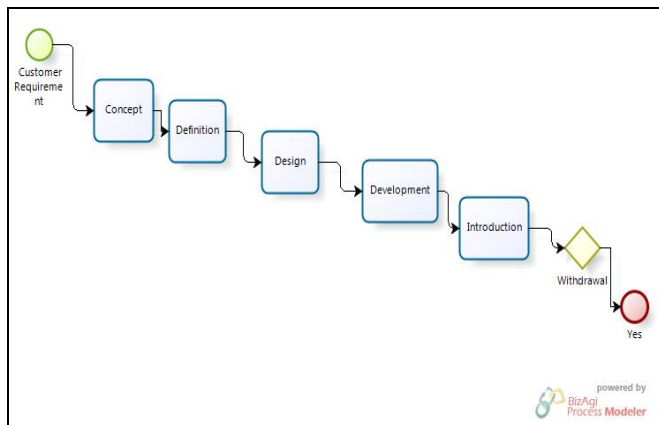 Customer
Requireme
nt
Concept
Definition
Design
Development
Introduction
Withdrawal
Yes
powered by
BizAgi
Process Modeler